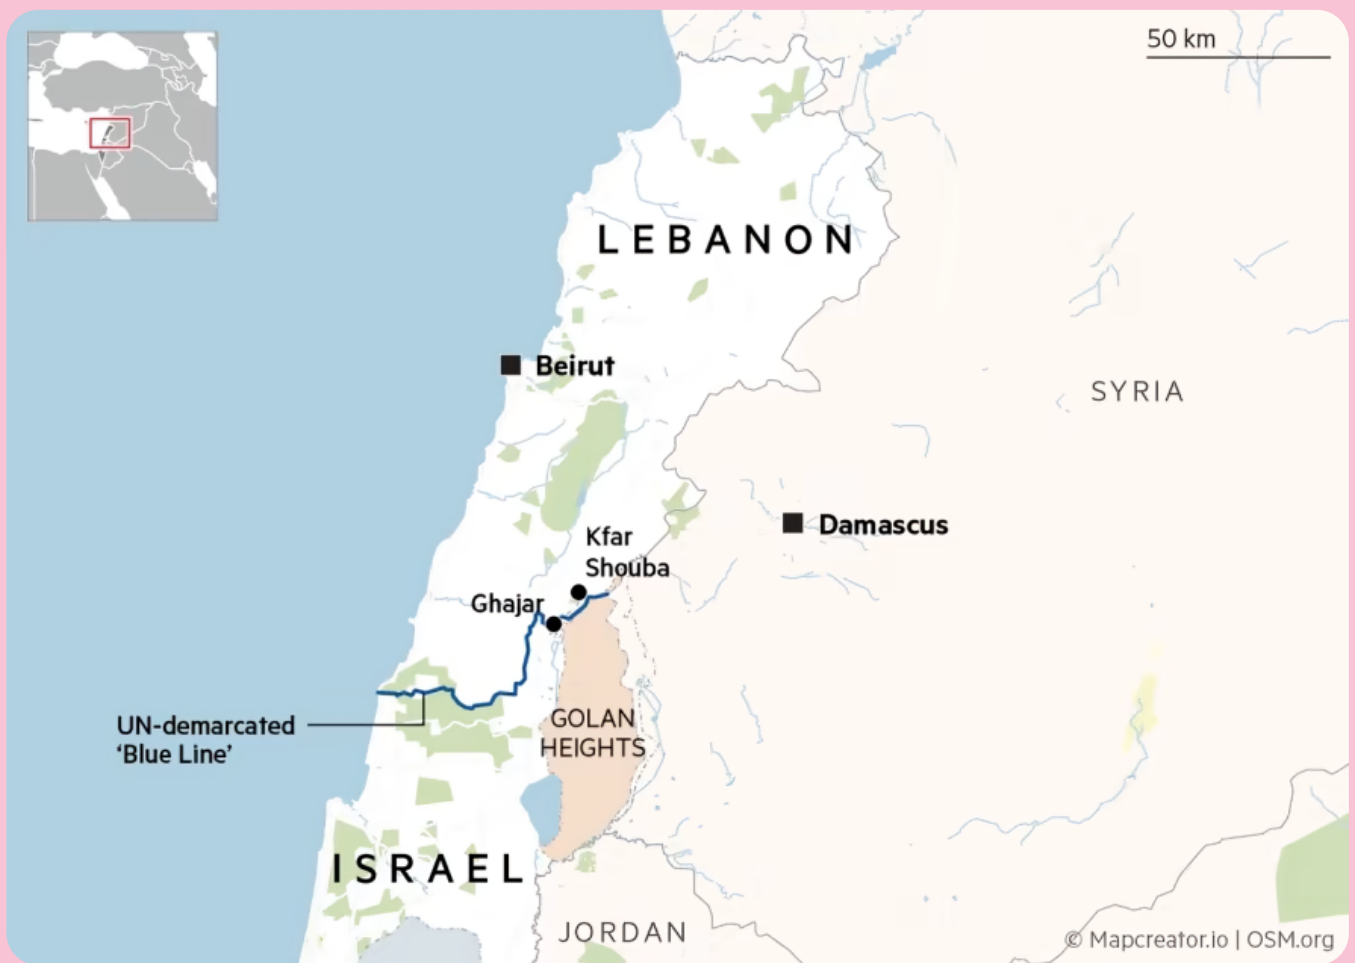 50 km
LEBANON
Beirut
SYRIA
Damascus
Kfar
Shouba
Ghajar
UN-demarcated
‘Blue Line’
GOLAN
HEIGHTS
ISRAEL
JORDAN
© Mapcreator.io | OSM.org